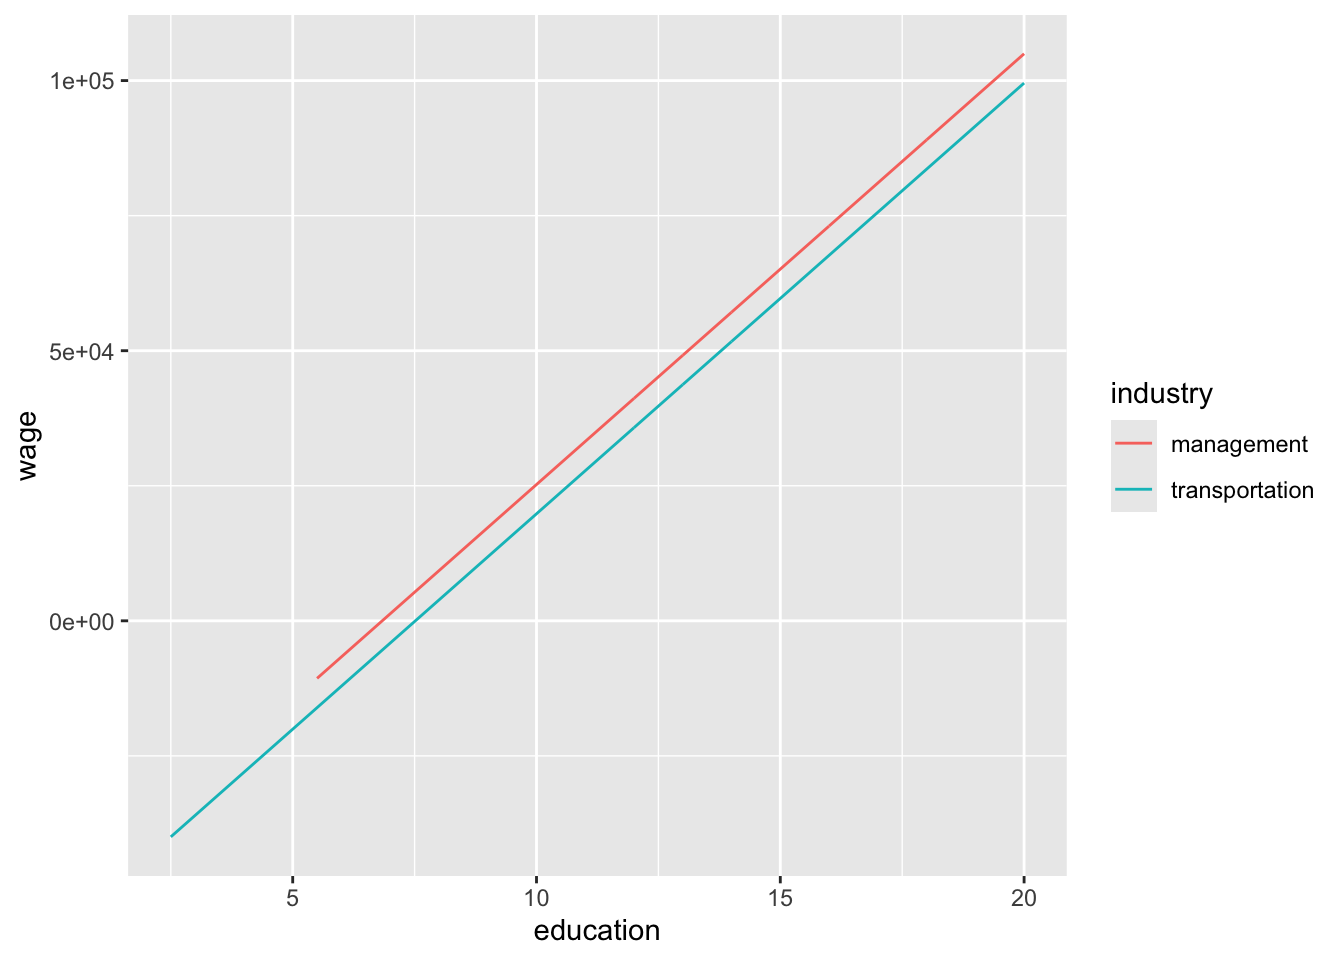 1e+05
5e+04
0e+00
wage
5 10 15 20
education
industry
management
transportation